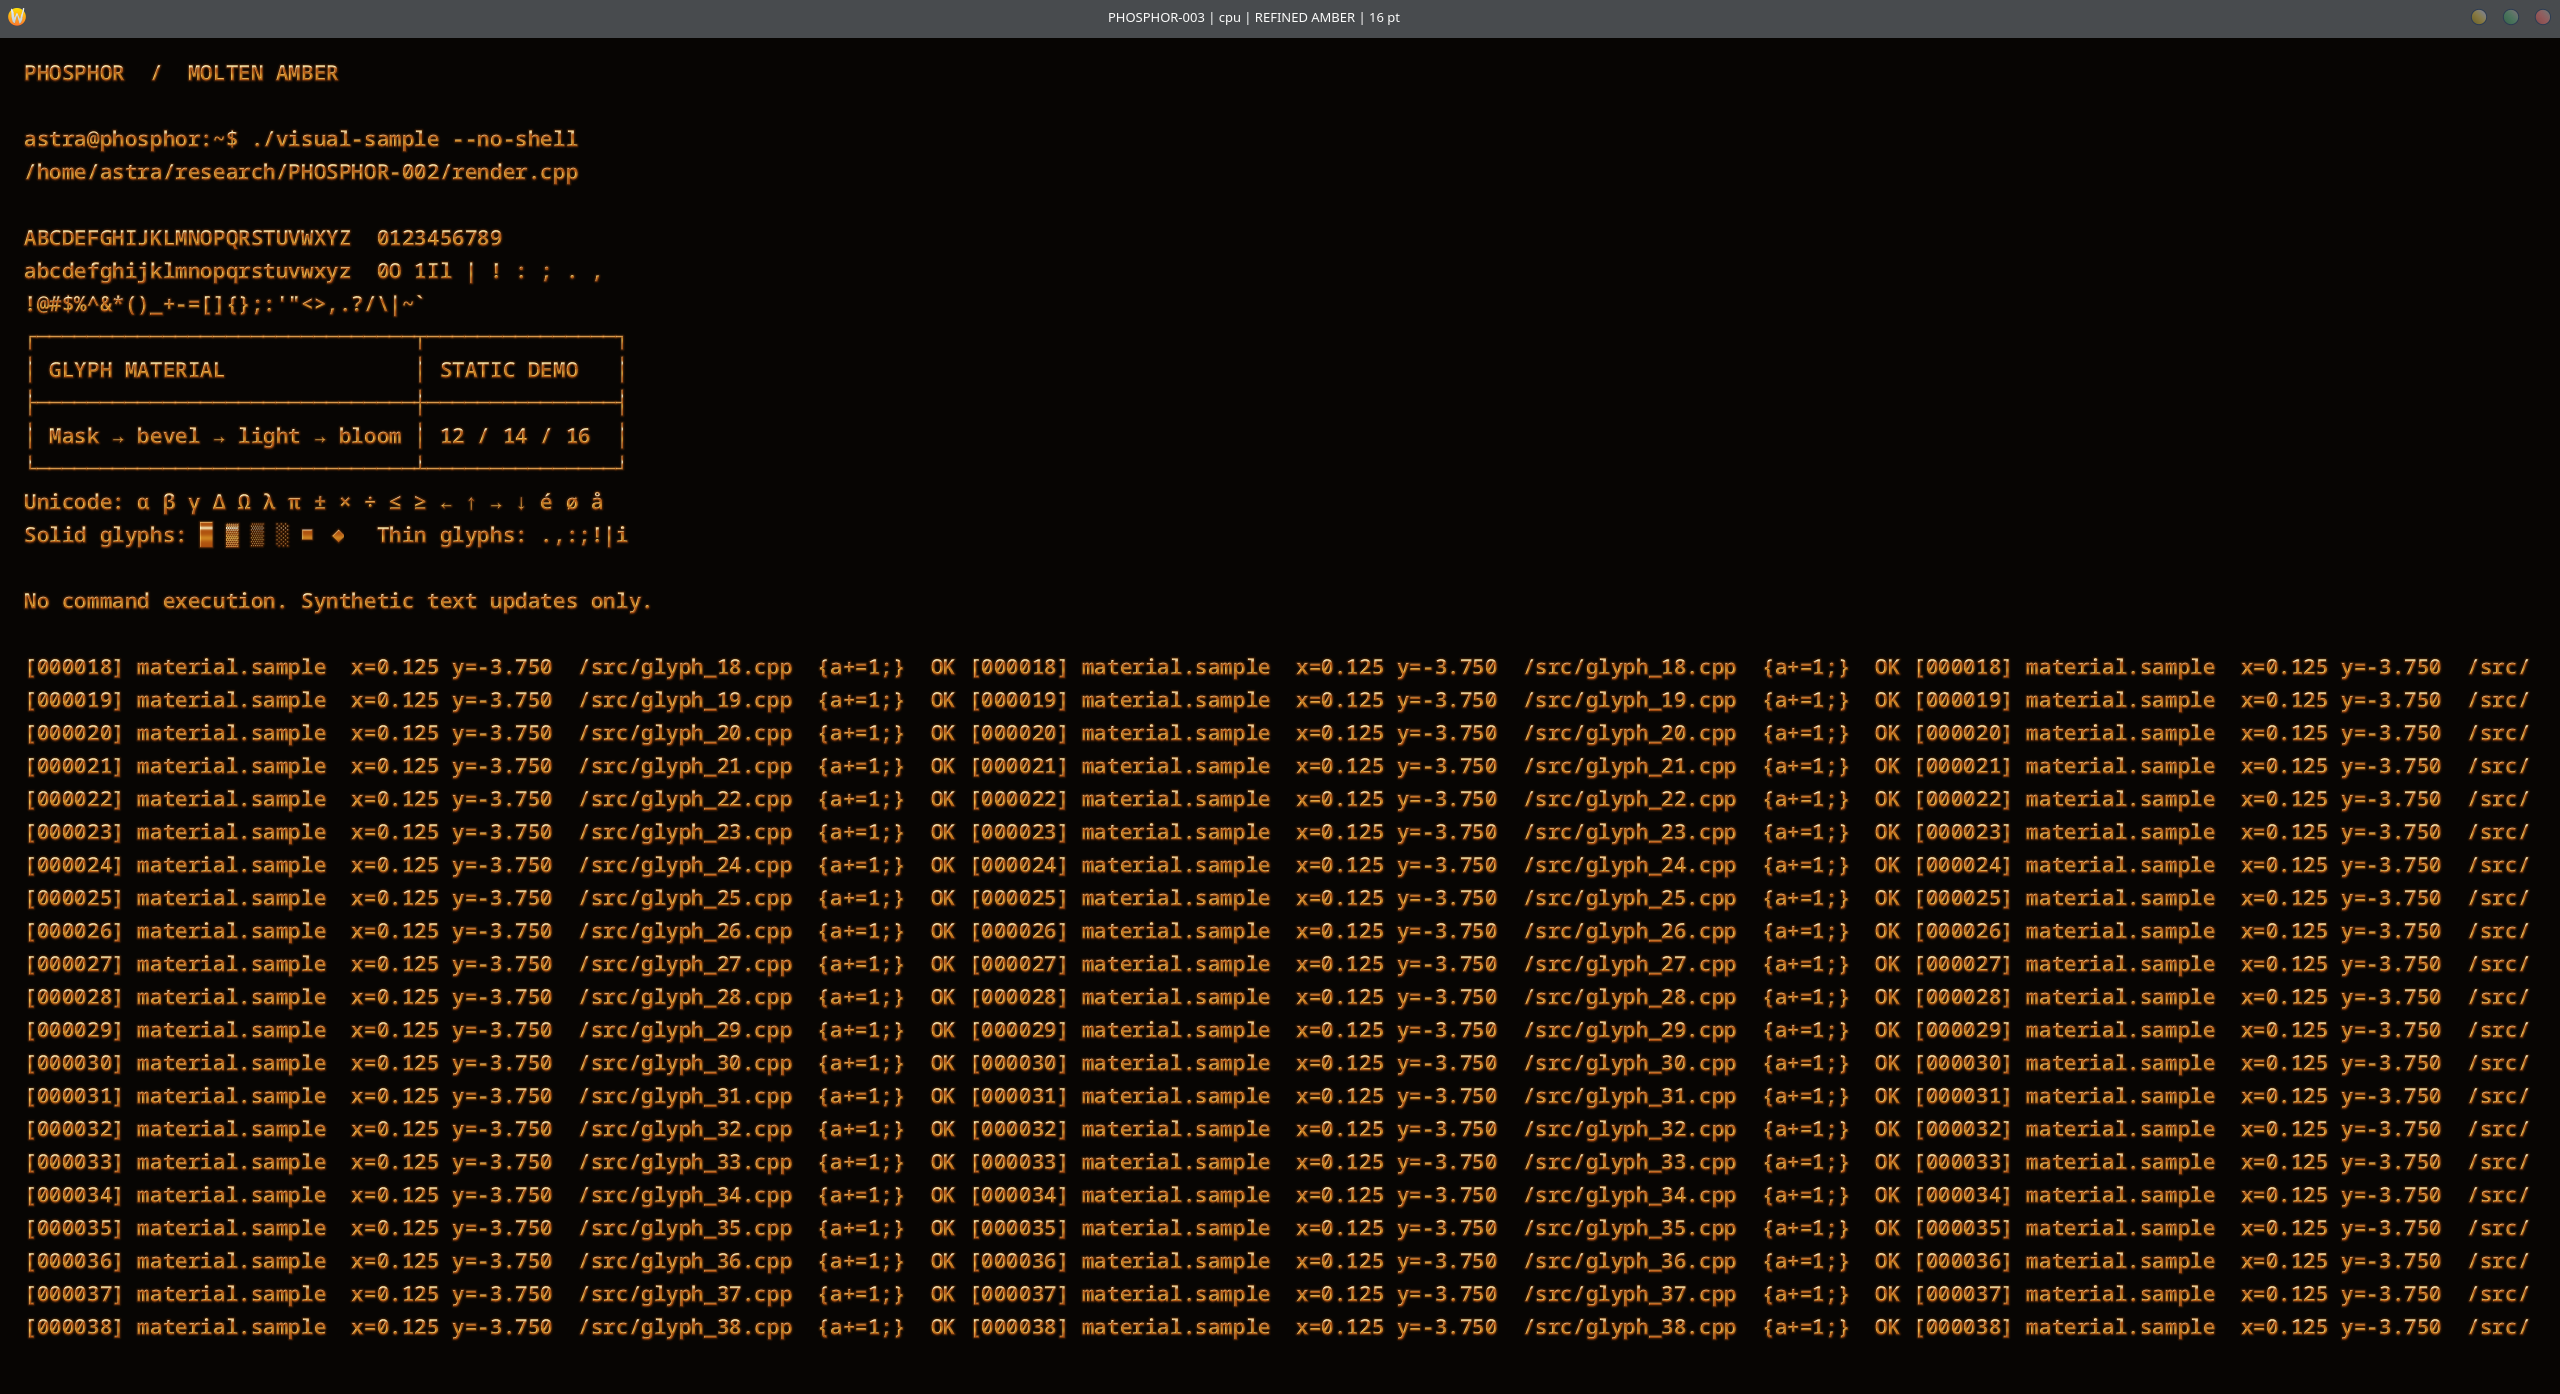 PHOSPHOR-003 | cpu | REFINED AMBER | 16 pt
PHOSPHOR  /  MOLTEN AMBER
astra@phosphor:~$ ./visual-sample --no-shell
/home/astra/research/PHOSPHOR-002/render.cpp
ABCDEFGHIJKLMNOPQRSTUVWXYZ  0123456789
abcdefghijklmnopqrstuvwxyz  0O 1Il | ! : ; . ,
!@#$%^&*()_+-=[]{};:'"<>,.?/\|~`
GLYPH MATERIAL │ STATIC DEMO
Mask → bevel → light → bloom │ 12 / 14 / 16
Unicode: α β γ Δ Ω λ π ± × ÷ ≤ ≥ ← ↑ → ↓ é ø å
Solid glyphs: █ ▓ ▒ ░ ■ ◆  Thin glyphs: .,:;!|i
No command execution. Synthetic text updates only.
[000018] material.sample  x=0.125 y=-3.750  /src/glyph_18.cpp  {a+=1;}  OK [000018] material.sample  x=0.125 y=-3.750  /src/glyph_18.cpp  {a+=1;}  OK [000018] material.sample  x=0.125 y=-3.750  /src/
[000019] material.sample  x=0.125 y=-3.750  /src/glyph_19.cpp  {a+=1;}  OK [000019] material.sample  x=0.125 y=-3.750  /src/glyph_19.cpp  {a+=1;}  OK [000019] material.sample  x=0.125 y=-3.750  /src/
[000020] material.sample  x=0.125 y=-3.750  /src/glyph_20.cpp  {a+=1;}  OK [000020] material.sample  x=0.125 y=-3.750  /src/glyph_20.cpp  {a+=1;}  OK [000020] material.sample  x=0.125 y=-3.750  /src/
[000021] material.sample  x=0.125 y=-3.750  /src/glyph_21.cpp  {a+=1;}  OK [000021] material.sample  x=0.125 y=-3.750  /src/glyph_21.cpp  {a+=1;}  OK [000021] material.sample  x=0.125 y=-3.750  /src/
[000022] material.sample  x=0.125 y=-3.750  /src/glyph_22.cpp  {a+=1;}  OK [000022] material.sample  x=0.125 y=-3.750  /src/glyph_22.cpp  {a+=1;}  OK [000022] material.sample  x=0.125 y=-3.750  /src/
[000023] material.sample  x=0.125 y=-3.750  /src/glyph_23.cpp  {a+=1;}  OK [000023] material.sample  x=0.125 y=-3.750  /src/glyph_23.cpp  {a+=1;}  OK [000023] material.sample  x=0.125 y=-3.750  /src/
[000024] material.sample  x=0.125 y=-3.750  /src/glyph_24.cpp  {a+=1;}  OK [000024] material.sample  x=0.125 y=-3.750  /src/glyph_24.cpp  {a+=1;}  OK [000024] material.sample  x=0.125 y=-3.750  /src/
[000025] material.sample  x=0.125 y=-3.750  /src/glyph_25.cpp  {a+=1;}  OK [000025] material.sample  x=0.125 y=-3.750  /src/glyph_25.cpp  {a+=1;}  OK [000025] material.sample  x=0.125 y=-3.750  /src/
[000026] material.sample  x=0.125 y=-3.750  /src/glyph_26.cpp  {a+=1;}  OK [000026] material.sample  x=0.125 y=-3.750  /src/glyph_26.cpp  {a+=1;}  OK [000026] material.sample  x=0.125 y=-3.750  /src/
[000027] material.sample  x=0.125 y=-3.750  /src/glyph_27.cpp  {a+=1;}  OK [000027] material.sample  x=0.125 y=-3.750  /src/glyph_27.cpp  {a+=1;}  OK [000027] material.sample  x=0.125 y=-3.750  /src/
[000028] material.sample  x=0.125 y=-3.750  /src/glyph_28.cpp  {a+=1;}  OK [000028] material.sample  x=0.125 y=-3.750  /src/glyph_28.cpp  {a+=1;}  OK [000028] material.sample  x=0.125 y=-3.750  /src/
[000029] material.sample  x=0.125 y=-3.750  /src/glyph_29.cpp  {a+=1;}  OK [000029] material.sample  x=0.125 y=-3.750  /src/glyph_29.cpp  {a+=1;}  OK [000029] material.sample  x=0.125 y=-3.750  /src/
[000030] material.sample  x=0.125 y=-3.750  /src/glyph_30.cpp  {a+=1;}  OK [000030] material.sample  x=0.125 y=-3.750  /src/glyph_30.cpp  {a+=1;}  OK [000030] material.sample  x=0.125 y=-3.750  /src/
[000031] material.sample  x=0.125 y=-3.750  /src/glyph_31.cpp  {a+=1;}  OK [000031] material.sample  x=0.125 y=-3.750  /src/glyph_31.cpp  {a+=1;}  OK [000031] material.sample  x=0.125 y=-3.750  /src/
[000032] material.sample  x=0.125 y=-3.750  /src/glyph_32.cpp  {a+=1;}  OK [000032] material.sample  x=0.125 y=-3.750  /src/glyph_32.cpp  {a+=1;}  OK [000032] material.sample  x=0.125 y=-3.750  /src/
[000033] material.sample  x=0.125 y=-3.750  /src/glyph_33.cpp  {a+=1;}  OK [000033] material.sample  x=0.125 y=-3.750  /src/glyph_33.cpp  {a+=1;}  OK [000033] material.sample  x=0.125 y=-3.750  /src/
[000034] material.sample  x=0.125 y=-3.750  /src/glyph_34.cpp  {a+=1;}  OK [000034] material.sample  x=0.125 y=-3.750  /src/glyph_34.cpp  {a+=1;}  OK [000034] material.sample  x=0.125 y=-3.750  /src/
[000035] material.sample  x=0.125 y=-3.750  /src/glyph_35.cpp  {a+=1;}  OK [000035] material.sample  x=0.125 y=-3.750  /src/glyph_35.cpp  {a+=1;}  OK [000035] material.sample  x=0.125 y=-3.750  /src/
[000036] material.sample  x=0.125 y=-3.750  /src/glyph_36.cpp  {a+=1;}  OK [000036] material.sample  x=0.125 y=-3.750  /src/glyph_36.cpp  {a+=1;}  OK [000036] material.sample  x=0.125 y=-3.750  /src/
[000037] material.sample  x=0.125 y=-3.750  /src/glyph_37.cpp  {a+=1;}  OK [000037] material.sample  x=0.125 y=-3.750  /src/glyph_37.cpp  {a+=1;}  OK [000037] material.sample  x=0.125 y=-3.750  /src/
[000038] material.sample  x=0.125 y=-3.750  /src/glyph_38.cpp  {a+=1;}  OK [000038] material.sample  x=0.125 y=-3.750  /src/glyph_38.cpp  {a+=1;}  OK [000038] material.sample  x=0.125 y=-3.750  /src/